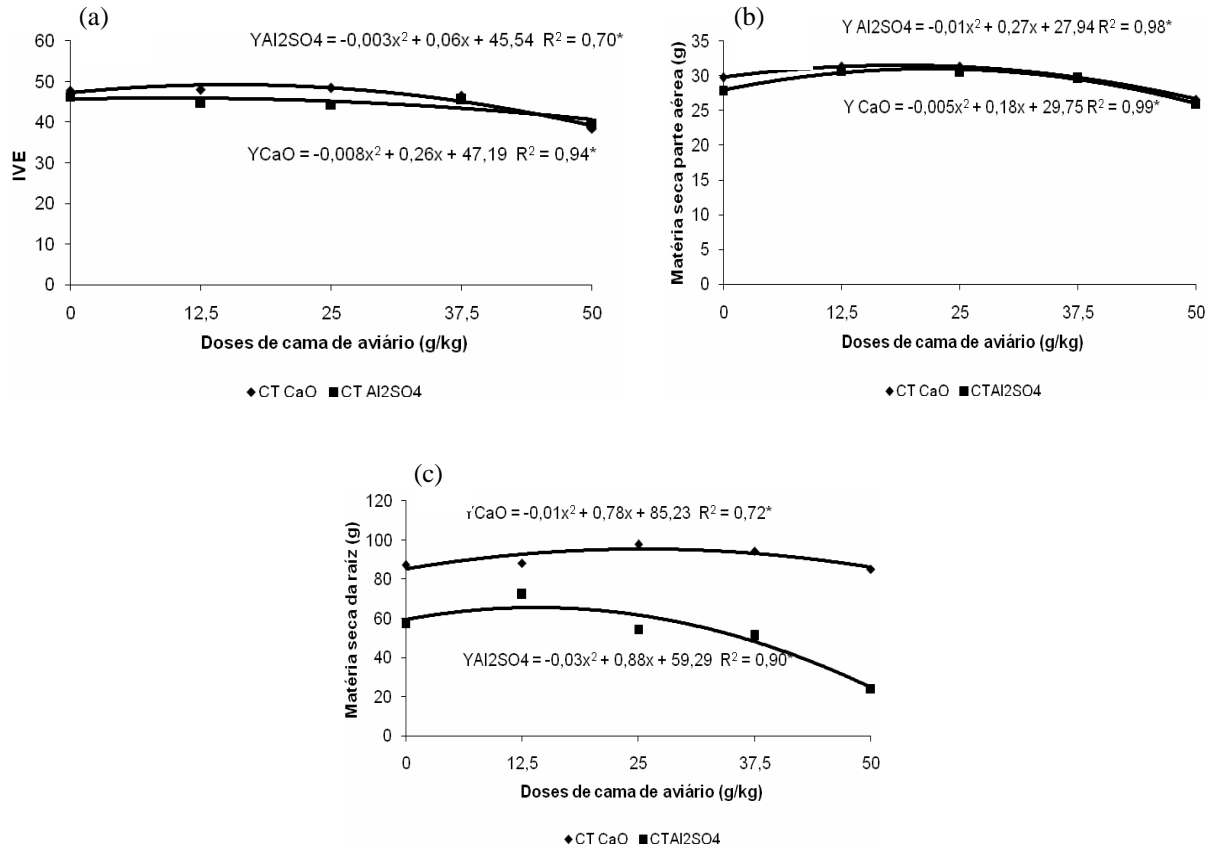 (a)
YAl2SO4 = -0,003x² + 0,06x + 45,54 R² = 0,70*
60
50
40
30
20
10
0
IVE
YCaO = -0,008x² + 0,26x + 47,19 R² = 0,94*
0 12,5 25 37,5 50
Doses de cama de aviário (g/kg)
CT CaO CT Al2SO4
(b)
Y Al2SO4 = -0,01x² + 0,27x + 27,94 R² = 0,98*
35
30
25
20
15
10
5
0
Matéria seca parte aérea (g)
Y CaO = -0,005x² + 0,18x + 29,75 R² = 0,99*
0 12,5 25 37,5 50
Doses de cama de aviário (g/kg)
CT CaO CTAl2SO4
(c)
YCaO = -0,01x² + 0,78x + 85,23 R² = 0,72*
120
100
80
60
40
20
0
Matéria seca da raíz (g)
YAl2SO4 = -0,03x² + 0,88x + 59,29 R² = 0,90*
0 12,5 25 37,5 50
Doses de cama de aviário (g/kg)
CT CaO CTAl2SO4